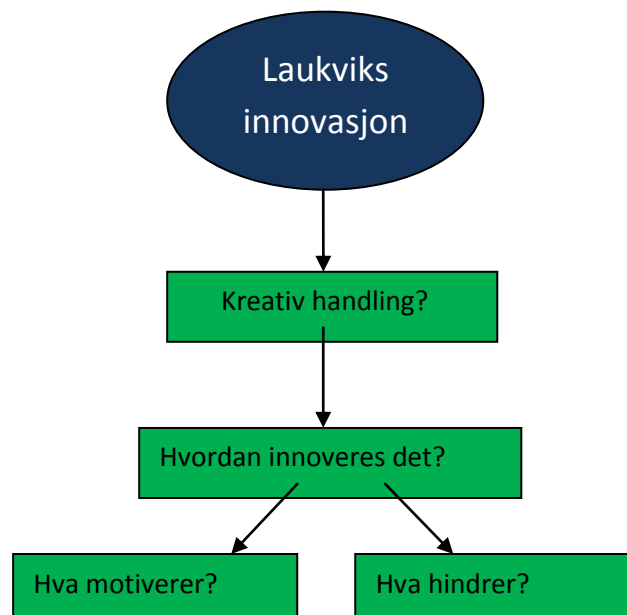 Laukviks
innovasjon
Kreativ handling?
Hvordan innoveres det?
Hva motiverer?
Hva hindrer?